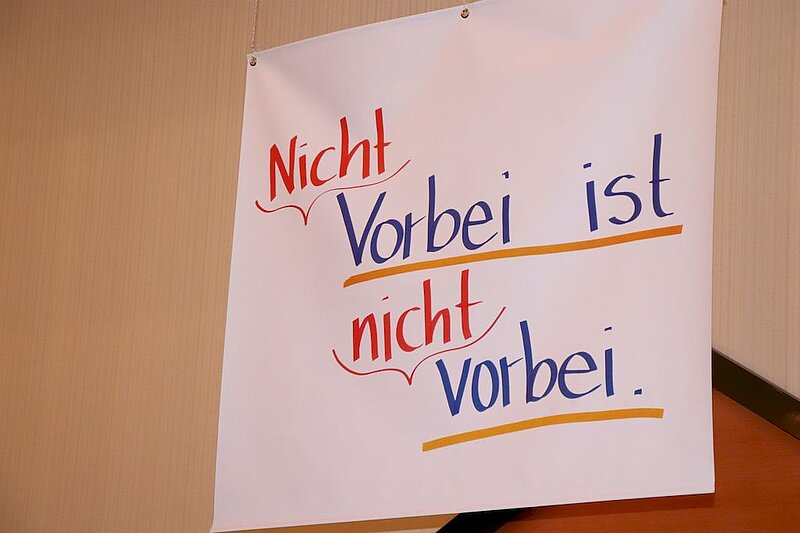 Nicht
Vorbei ist
nicht
vorbei.